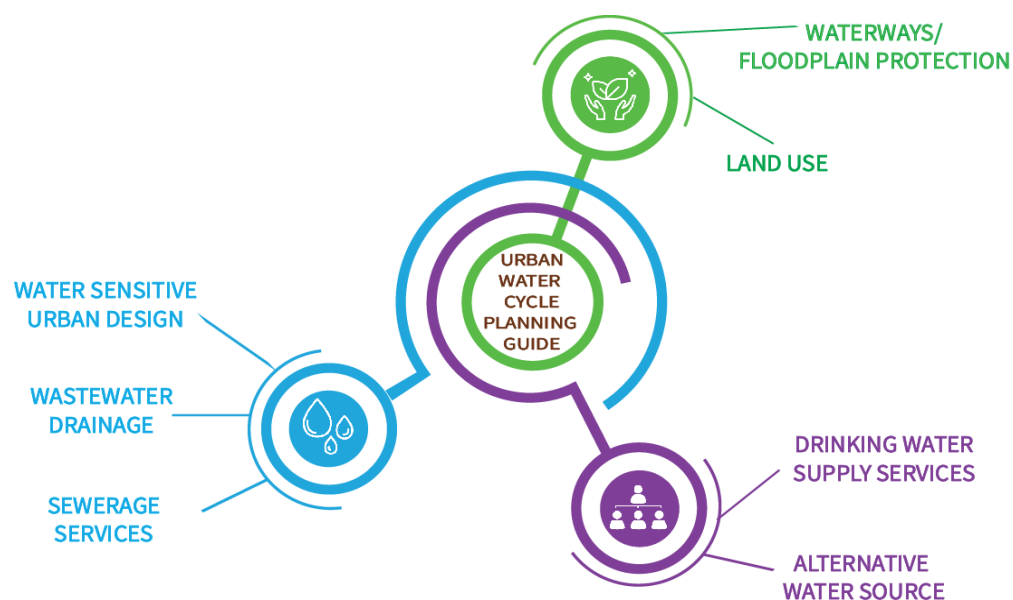 WATERWAYS/
FLOODPLAIN PROTECTION
LAND USE
URBAN
WATER
CYCLE
PLANNING
GUIDE
WATER SENSITIVE
URBAN DESIGN
WASTEWATER
DRAINAGE
SEWERAGE
SERVICES
DRINKING WATER
SUPPLY SERVICES
ALTERNATIVE
WATER SOURCE